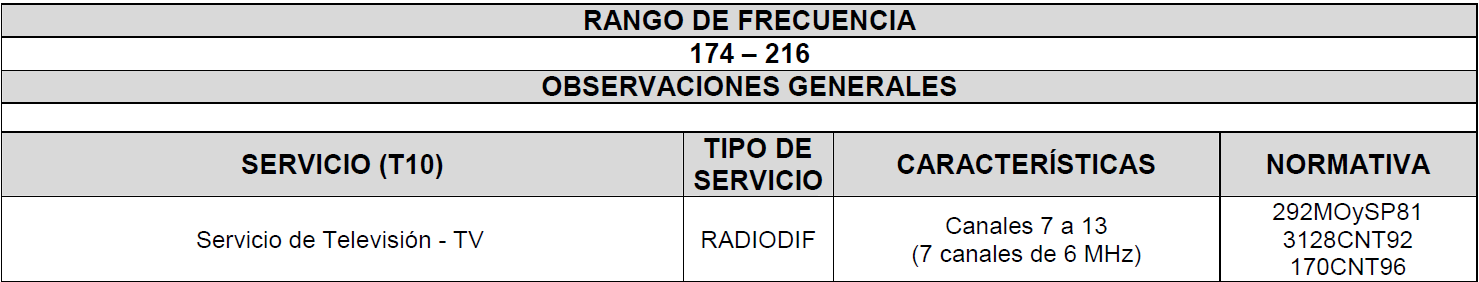 RANGO DE FRECUENCIA
174 – 216
OBSERVACIONES GENERALES
SERVICIO (T10)
TIPO DE
SERVICIO
CARACTERÍSTICAS
NORMATIVA
Servicio de Televisión - TV
RADIODIF
Canales 7 a 13
(7 canales de 6 MHz)
292MOySP81
3128CNT92
170CNT96